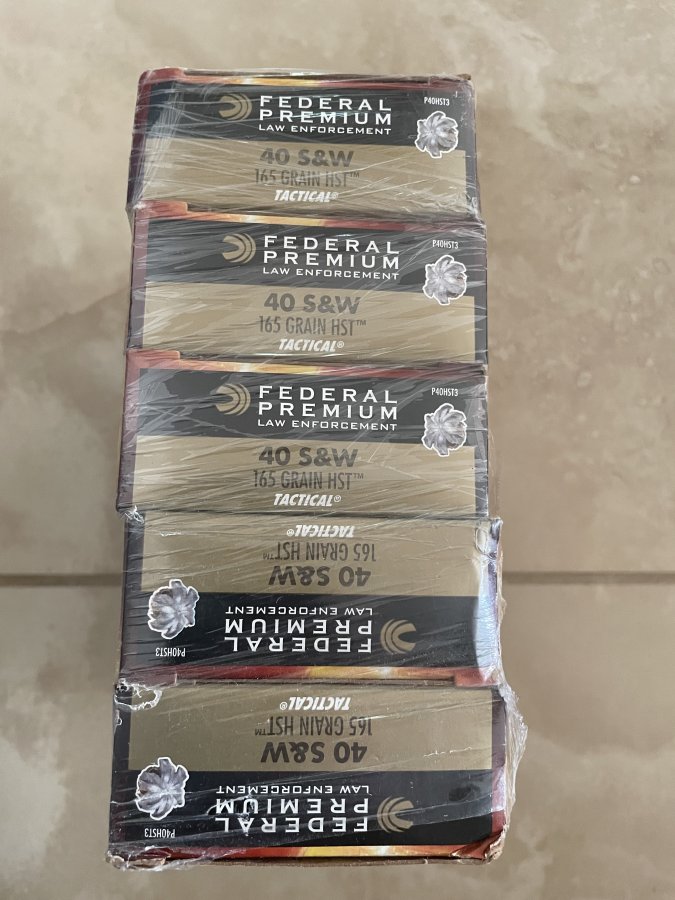 P40HST3
FEDERAL
PREMIUM
LAW ENFORCEMENT
40 S&W
165 GRAIN HST™
TACTICAL®
P40HST3
FEDERAL
PREMIUM
LAW ENFORCEMENT
40 S&W
165 GRAIN HST™
TACTICAL®
P40HST3
FEDERAL
PREMIUM
LAW ENFORCEMENT
40 S&W
165 GRAIN HST™
TACTICAL®
TACTICAL®
165 GRAIN HST™
40 S&W
LAW ENFORCEMENT
PREMIUM
FEDERAL
P40HST3
TACTICAL®
165 GRAIN HST™
40 S&W
LAW ENFORCEMENT
PREMIUM
FEDERAL
P40HST3